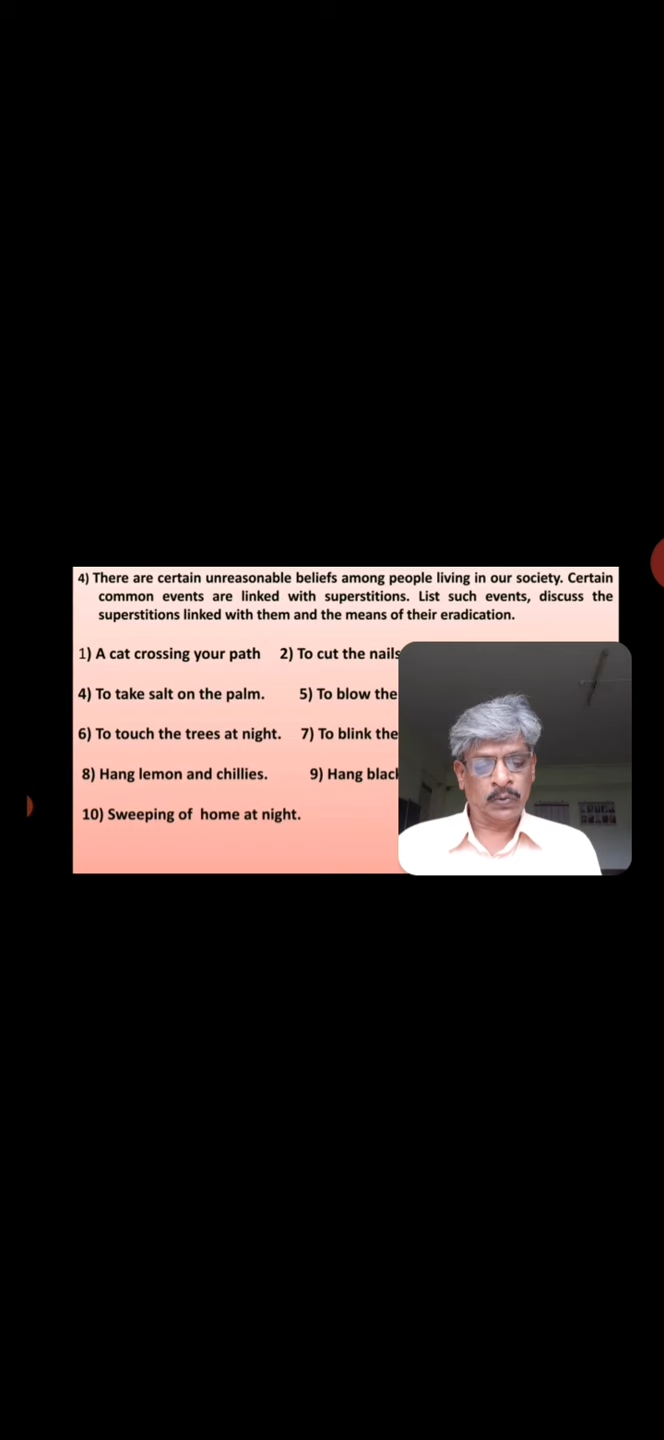 4) There are certain unreasonable beliefs among people living in our society. Certain
common events are linked with superstitions. List such events, discuss the
superstitions linked with them and the means of their eradication.
1) A cat crossing your path 2) To cut the nails
4) To take salt on the palm. 5) To blow the
6) To touch the trees at night. 7) To blink the
8) Hang lemon and chillies. 9) Hang
10) Sweeping of home at night.